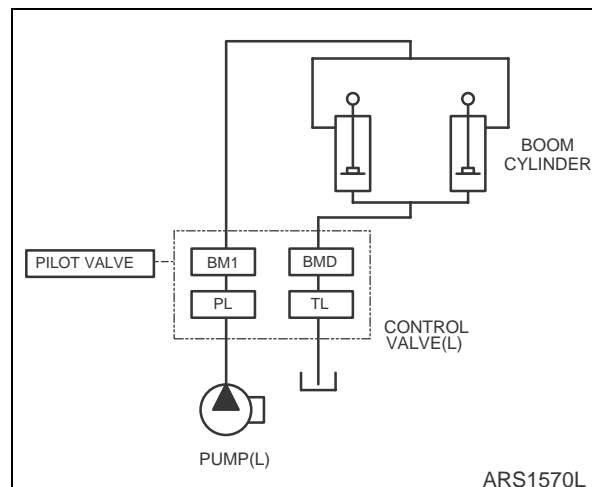 BOOM
CYLINDER
PILOT VALVE
BM1
BMD
PL
TL
CONTROL
VALVE(L)
PUMP(L)
ARS1570L